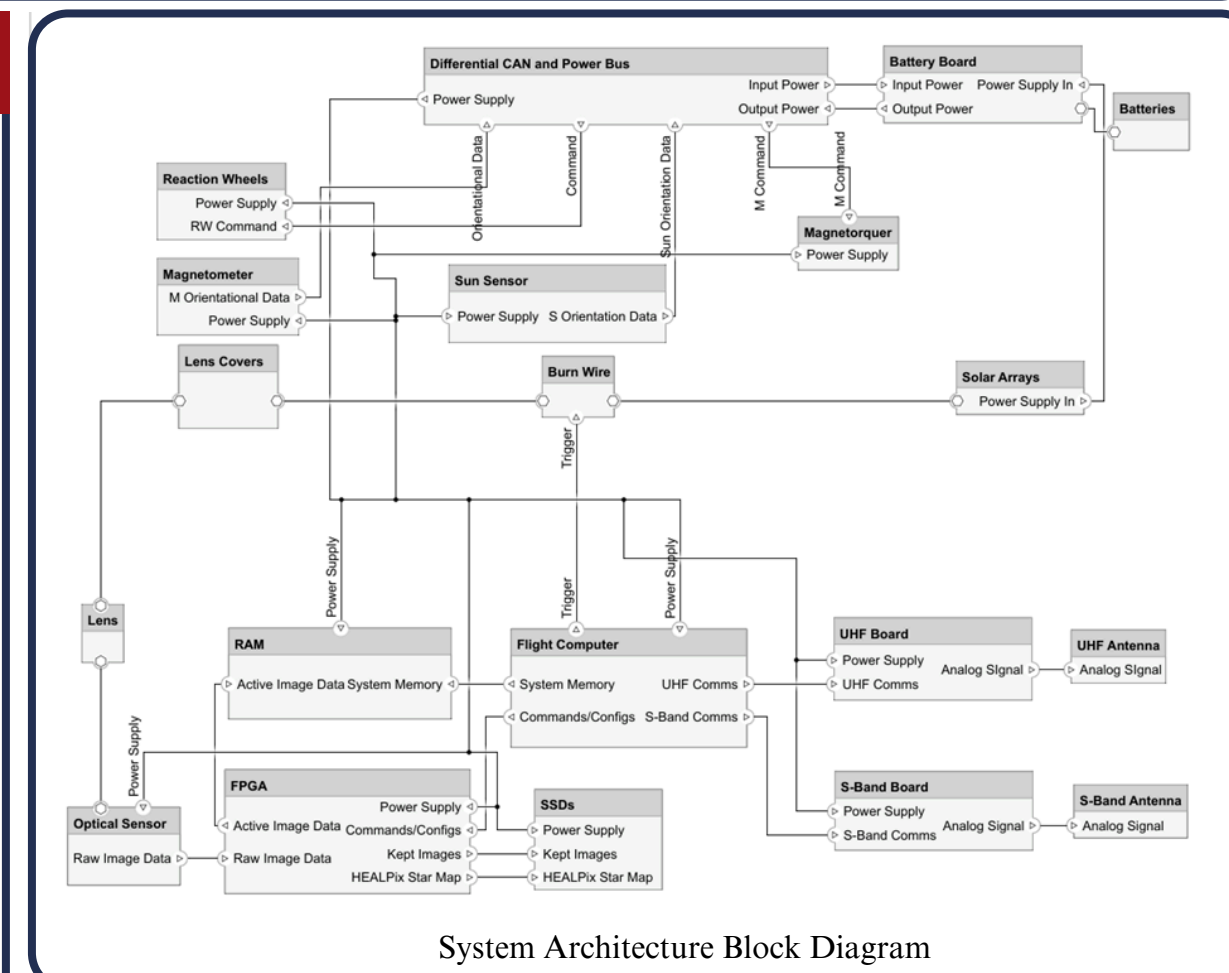 Differential CAN and Power Bus
Input Power
Power Supply
Output Power
Orientational Data
Command
Sun Orientation Data
M Command
M Command
Battery Board
Input Power Power Supply In
Output Power
Batteries
Reaction Wheels
Power Supply
RW Command
Magnetorquer
Power Supply
Magnetometer
M Orientational Data
Power Supply
Sun Sensor
Power Supply S Orientation Data
Lens Covers
Burn Wire
Trigger
Solar Arrays
Power Supply In
Power Supply
Trigger
Power Supply
Lens
RAM
Active Image Data System Memory
Flight Computer
System Memory UHF Comms
Commands/Configs S-Band Comms
UHF Board
Power Supply
Analog SIgnal
UHF Comms
UHF Antenna
Analog SIgnal
Power Supply
Optical Sensor
Raw Image Data
FPGA
Power Supply
Active Image Data Commands/Configs
Raw Image Data Kept Images
HEALPix Star Map
SSDs
Power Supply
Kept Images
HEALPix Star Map
S-Band Board
Power Supply
Analog Signal
S-Band Comms
S-Band Antenna
Analog Signal
System Architecture Block Diagram